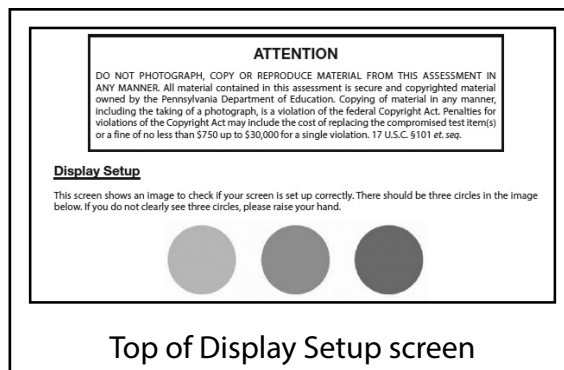 ATTENTION
DO NOT PHOTOGRAPH, COPY OR REPRODUCE MATERIAL FROM THIS ASSESSMENT IN
ANY MANNER. All material contained in this assessment is secure and copyrighted material
owned by the Pennsylvania Department of Education. Copying of material in any manner,
including the taking of a photograph, is a violation of the federal Copyright Act. Penalties for
violations of the Copyright Act may include the cost of replacing the compromised test item(s)
or a fine of no less than $750 up to $30,000 for a single violation. 17 U.S.C. §101 et. seq.
Display Setup
This screen shows an image to check if your screen is set up correctly. There should be three circles in the image
below. If you do not clearly see three circles, please raise your hand.
Top of Display Setup screen